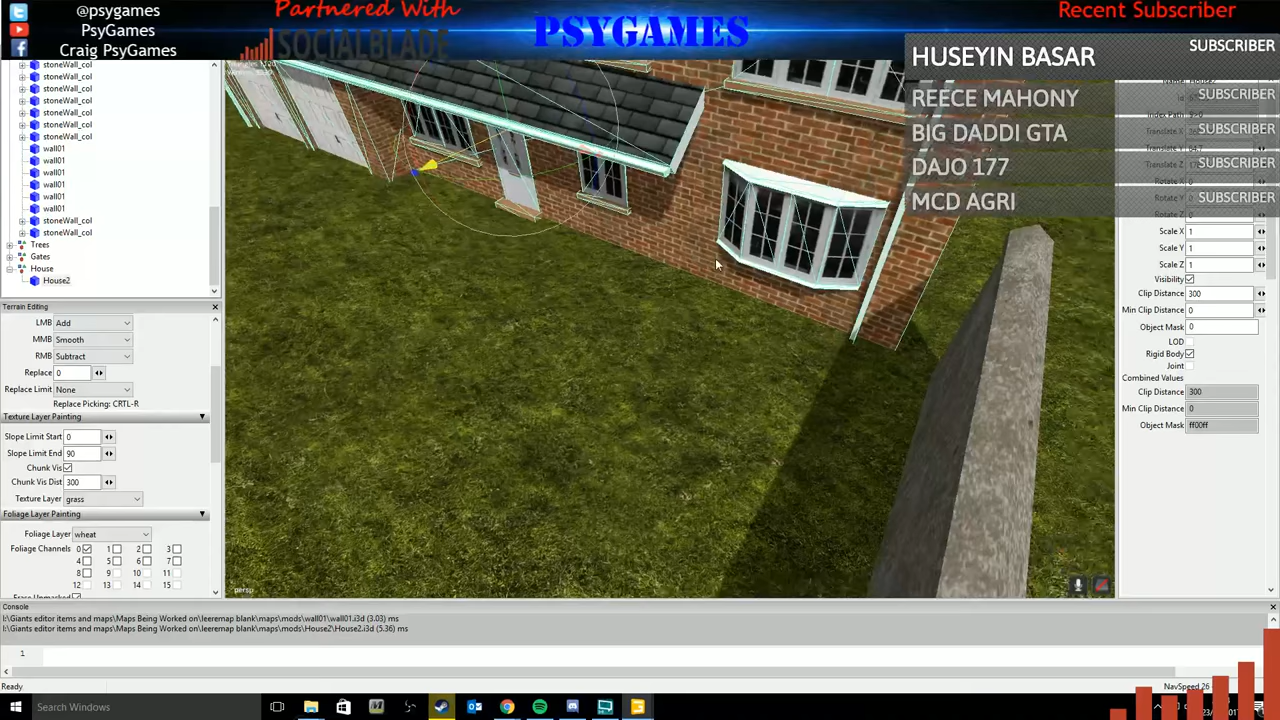 @psygames
PsyGames
Craig PsyGames
Partnered With
SOCIALBLADE
PSYGAMES
Recent Subscriber
HUSEYIN BASAR SUBSCRIBER
REECE MAHONY SUBSCRIBER
BIG DADDI GTA SUBSCRIBER
DAJO 177 SUBSCRIBER
MCD AGRI SUBSCRIBER
stoneWall_col
stoneWall_col
stoneWall_col
stoneWall_col
stoneWall_col
stoneWall_col
stoneWall_col
wall01
wall01
wall01
wall01
wall01
wall01
stoneWall_col
stoneWall_col
Trees
Gates
House
House2
Terrain Editing
LMB Add
MMB Smooth
RMB Subtract
Replace 0
Replace Limit None
Replace Picking: CRTL-R
Texture Layer Painting
Slope Limit Start 0
Slope Limit End 90
Chunk Vis
Chunk Vis Dist 300
Texture Layer grass
Foliage Layer Painting
Foliage Layer wheat
Foliage Channels 0 1 2 3
4 5 6 7
8 9 10 11
12 13 14 15
persp
Scale X 1
Scale Y 1
Scale Z 1
Visibility
Clip Distance 300
Min Clip Distance 0
Object Mask 0
LOD
Rigid Body
Joint
Combined Values
Clip Distance 300
Min Clip Distance 0
Object Mask ff00ff
Console
I:\Giants editor items and maps\Maps Being Worked on\leeremap blank\maps\mods\wall01\wall01.i3d (3.03) ms
I:\Giants editor items and maps\Maps Being Worked on\leeremap blank\maps\mods\House2\House2.i3d (5.36) ms
1
Ready
NavSpeed 26
Search Windows